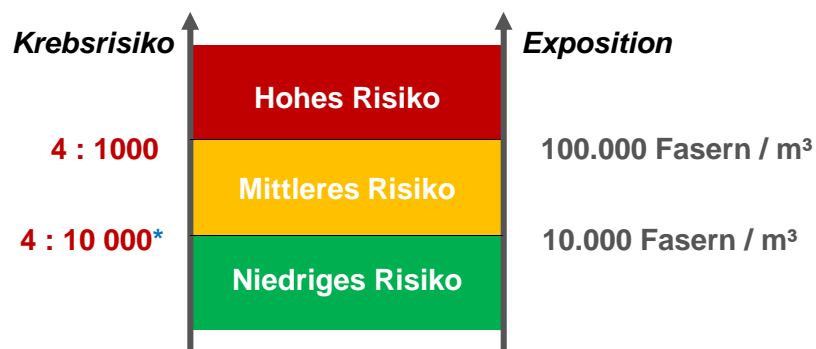 Krebsrisiko
Exposition
Hohes Risiko
4 : 1000
100.000 Fasern / m³
Mittleres Risiko
4 : 10 000*
10.000 Fasern / m³
Niedriges Risiko